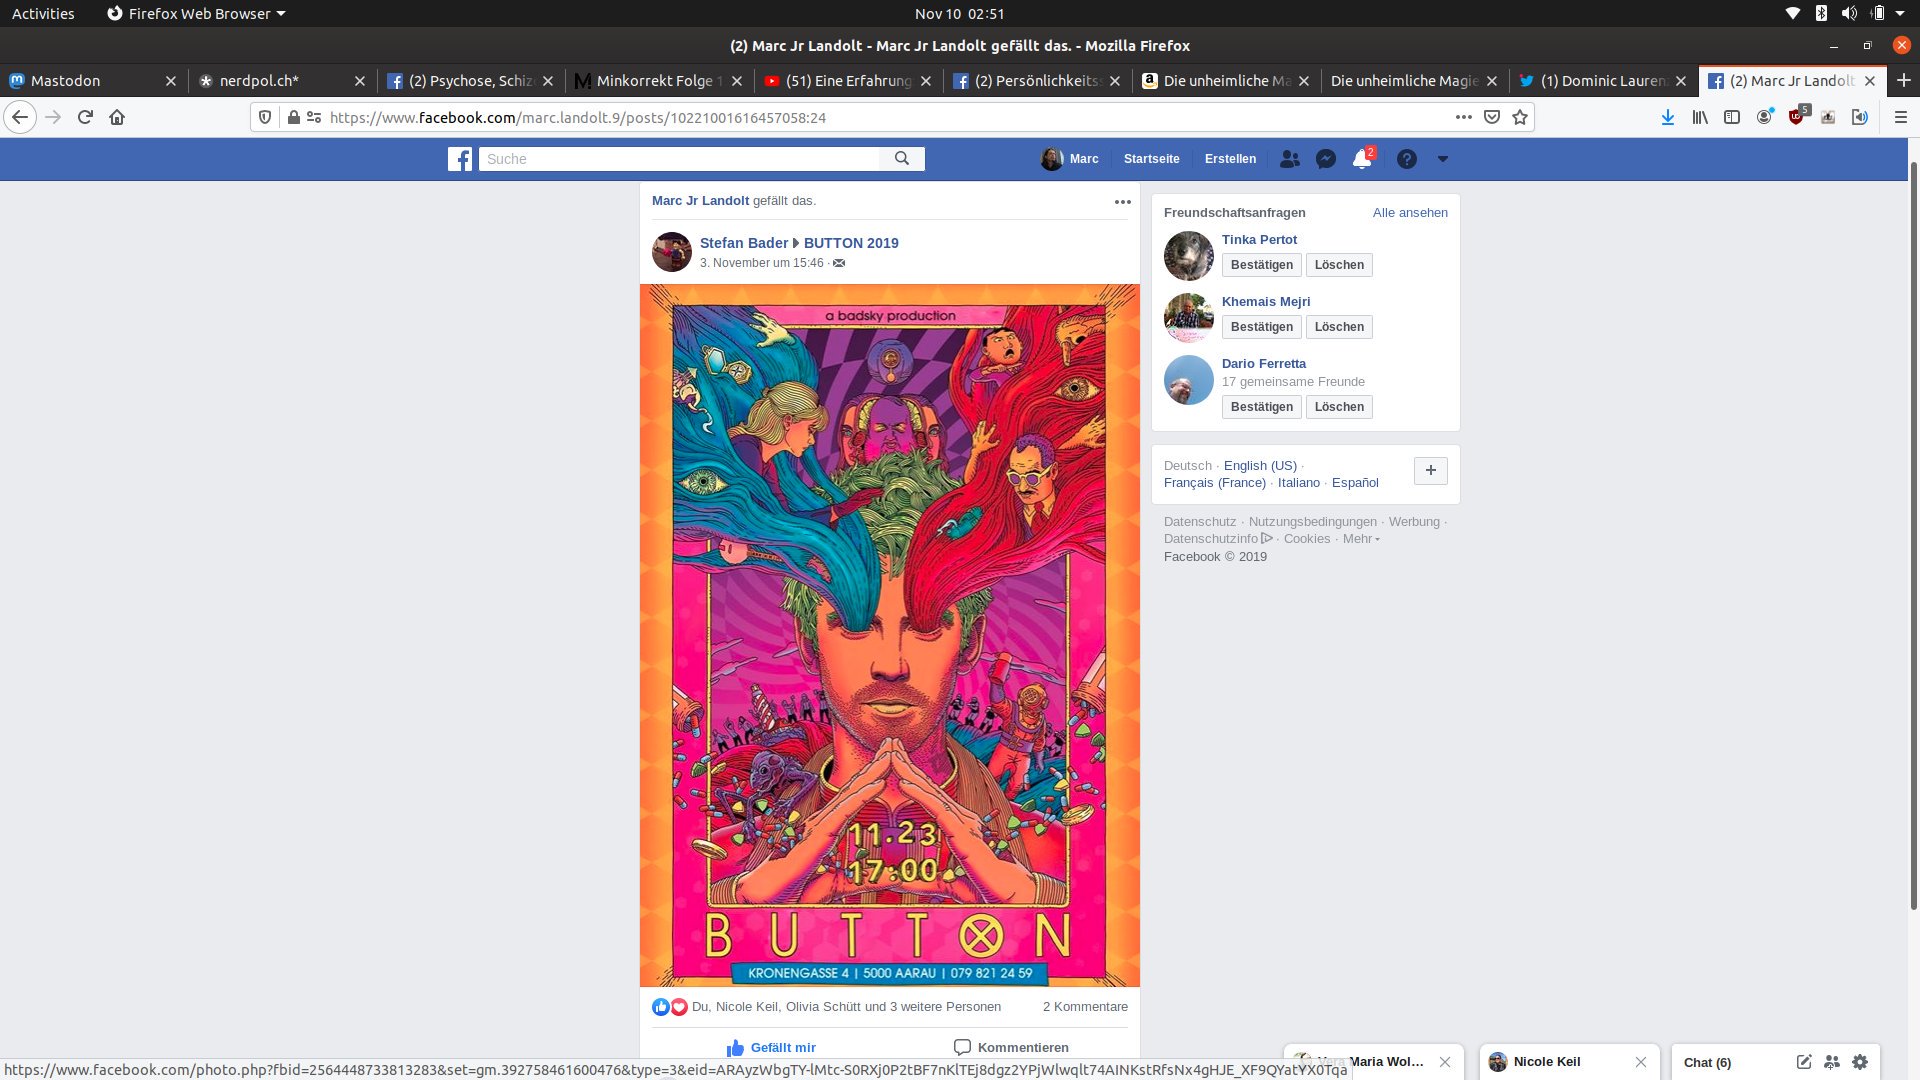 Activities
Firefox Web Browser
Nov 10 02:51
(2) Marc Jr Landolt - Marc Jr Landolt gefällt das. - Mozilla Firefox
Mastodon
nerdpol.ch*
(2) Psychose, Schiz
Minkorrekt Folge 1
(51) Eine Erfahrung
(2) Persönlichkeitss
Die unheimliche Ma
Die unheimliche Magie
(1) Dominic Lauren
(2) Marc Jr Landolt
https://www.facebook.com/marc.landolt.9/posts/10221001616457058:24
5
Suche
Marc
Startseite
Erstellen
2
Marc Jr Landolt gefällt das.
Stefan Bader BUTTON 2019
3. November um 15:46 ·
a badsky production
11.23
17:00
BUTTON
KRONENGASSE 4 | 5000 AARAU | 079 821 24 59
Du, Nicole Keil, Olivia Schütt und 3 weitere Personen
2 Kommentare
Gefällt mir
Kommentieren
Freundschaftsanfragen
Alle ansehen
Tinka Pertot
Bestätigen
Löschen
Khemais Mejri
Bestätigen
Löschen
Dario Ferretta
17 gemeinsame Freunde
Bestätigen
Löschen
Deutsch · English (US) ·
Français (France) · Italiano · Español
Datenschutz · Nutzungsbedingungen · Werbung ·
Datenschutzinfo · Cookies · Mehr
Facebook © 2019
Vera Maria Wol...
Nicole Keil
Chat (6)
https://www.facebook.com/photo.php?fbid=2564448733813283&set=gm.392758461600476&type=3&eid=ARAyzWbgTY-lMtc-S0RXj0P2tBF7nKlTEj8dgz2YPjWlwqlt74AINKstRfsNx4gHJE_XF9QYatYX0Tqa